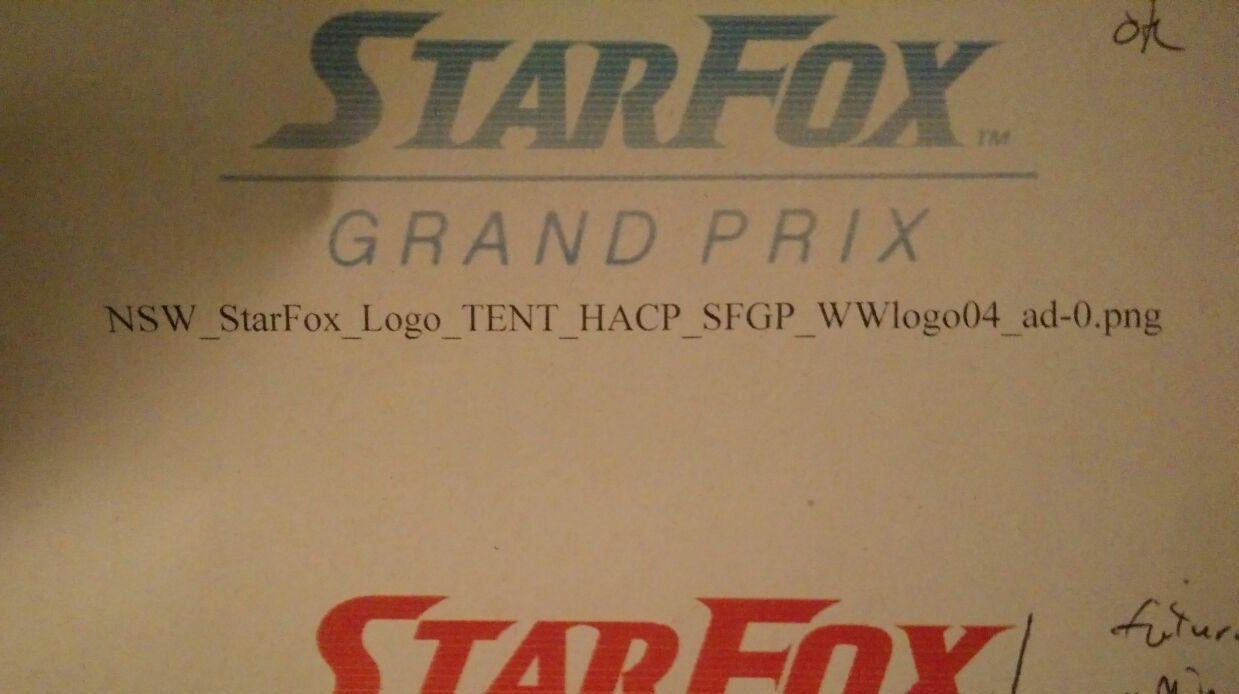 ok
STARFOX™
GRAND PRIX
NSW_StarFox_Logo_TENT_HACP_SFGP_WWlogo04_ad-0.png
STARFOX